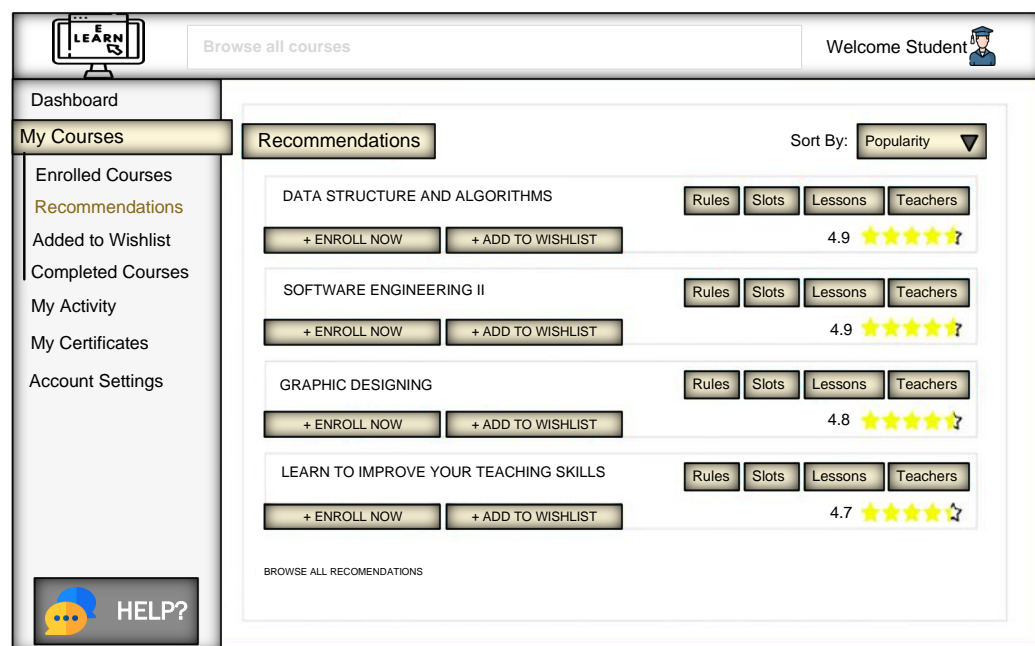 E
LEARN
Browse all courses
Welcome Student
Dashboard
My Courses
Enrolled Courses
Recommendations
Added to Wishlist
Completed Courses
My Activity
My Certificates
Account Settings
HELP?
Recommendations
Sort By: Popularity
DATA STRUCTURE AND ALGORITHMS
Rules Slots Lessons Teachers
+ ENROLL NOW + ADD TO WISHLIST 4.9
SOFTWARE ENGINEERING II
Rules Slots Lessons Teachers
+ ENROLL NOW + ADD TO WISHLIST 4.9
GRAPHIC DESIGNING
Rules Slots Lessons Teachers
+ ENROLL NOW + ADD TO WISHLIST 4.8
LEARN TO IMPROVE YOUR TEACHING SKILLS
Rules Slots Lessons Teachers
+ ENROLL NOW + ADD TO WISHLIST 4.7
BROWSE ALL RECOMENDATIONS